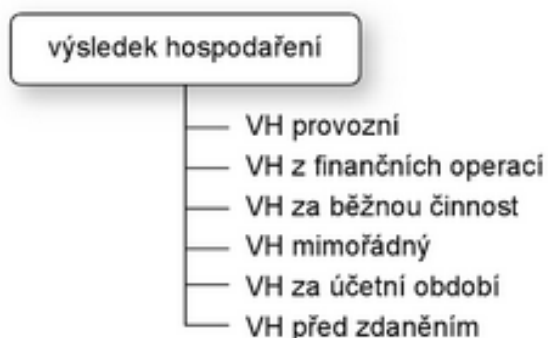 výsledek hospodaření
VH provozní
VH z finančních operací
VH za běžnou činnost
VH mimořádný
VH za účetní období
VH před zdaněním